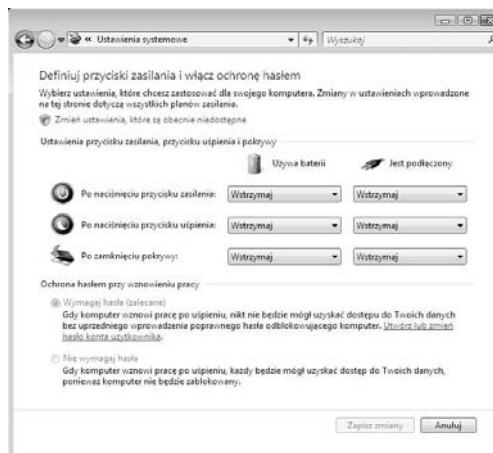 « Ustawienia systemowe
Wyszukaj
Definiuj przyciski zasilania i włącz ochronę hasłem
Wybierz ustawienia, które chcesz zastosować dla swojego komputera. Zmiany w ustawieniach wprowadzone
na tej stronie dotyczą wszystkich planów zasilania.
Zmień ustawienia, które są obecnie niedostępne
Ustawienia przycisku zasilania, przycisku uśpienia i pokrywy
Używa baterii Jest podłączony
Po naciśnięciu przycisku zasilania: Wstrzymaj Wstrzymaj
Po naciśnięciu przycisku uśpienia: Wstrzymaj Wstrzymaj
Po zamknięciu pokrywy: Wstrzymaj Wstrzymaj
Ochrona hasłem przy wznowieniu pracy
Wymagaj hasła (zalecane)
Gdy komputer wznowi pracę po uśpieniu, nikt nie będzie mógł uzyskać dostępu do Twoich danych
bez uprzedniego wprowadzenia poprawnego hasła odblokowującego komputer. Utwórz lub zmień
hasło konta użytkownika.
Nie wymagaj hasła
Gdy komputer wznowi pracę po uśpieniu, każdy będzie mógł uzyskać dostęp do Twoich danych,
ponieważ komputer nie będzie zablokowany.
Zapisz zmiany Anuluj